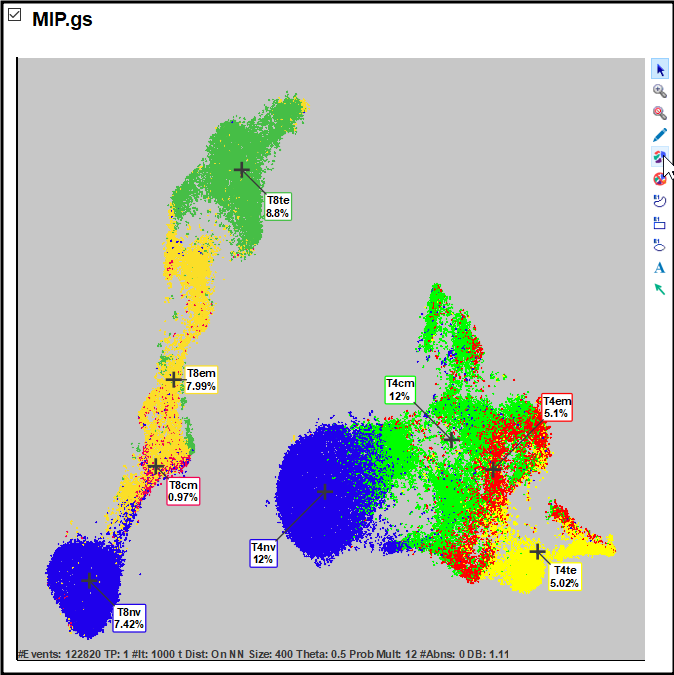 MIP.gs
T8te
8.8%
T8em
7.99%
T4cm
12%
T4em
5.1%
T8cm
0.97%
T4nv
12%
T4te
5.02%
T8nv
7.42%
A
#Events: 122820 TP: 1 #It: 1000 t Dist: On NN Size: 400 Theta: 0.5 Prob Mult: 12 #Abns: 0 DB: 1.11